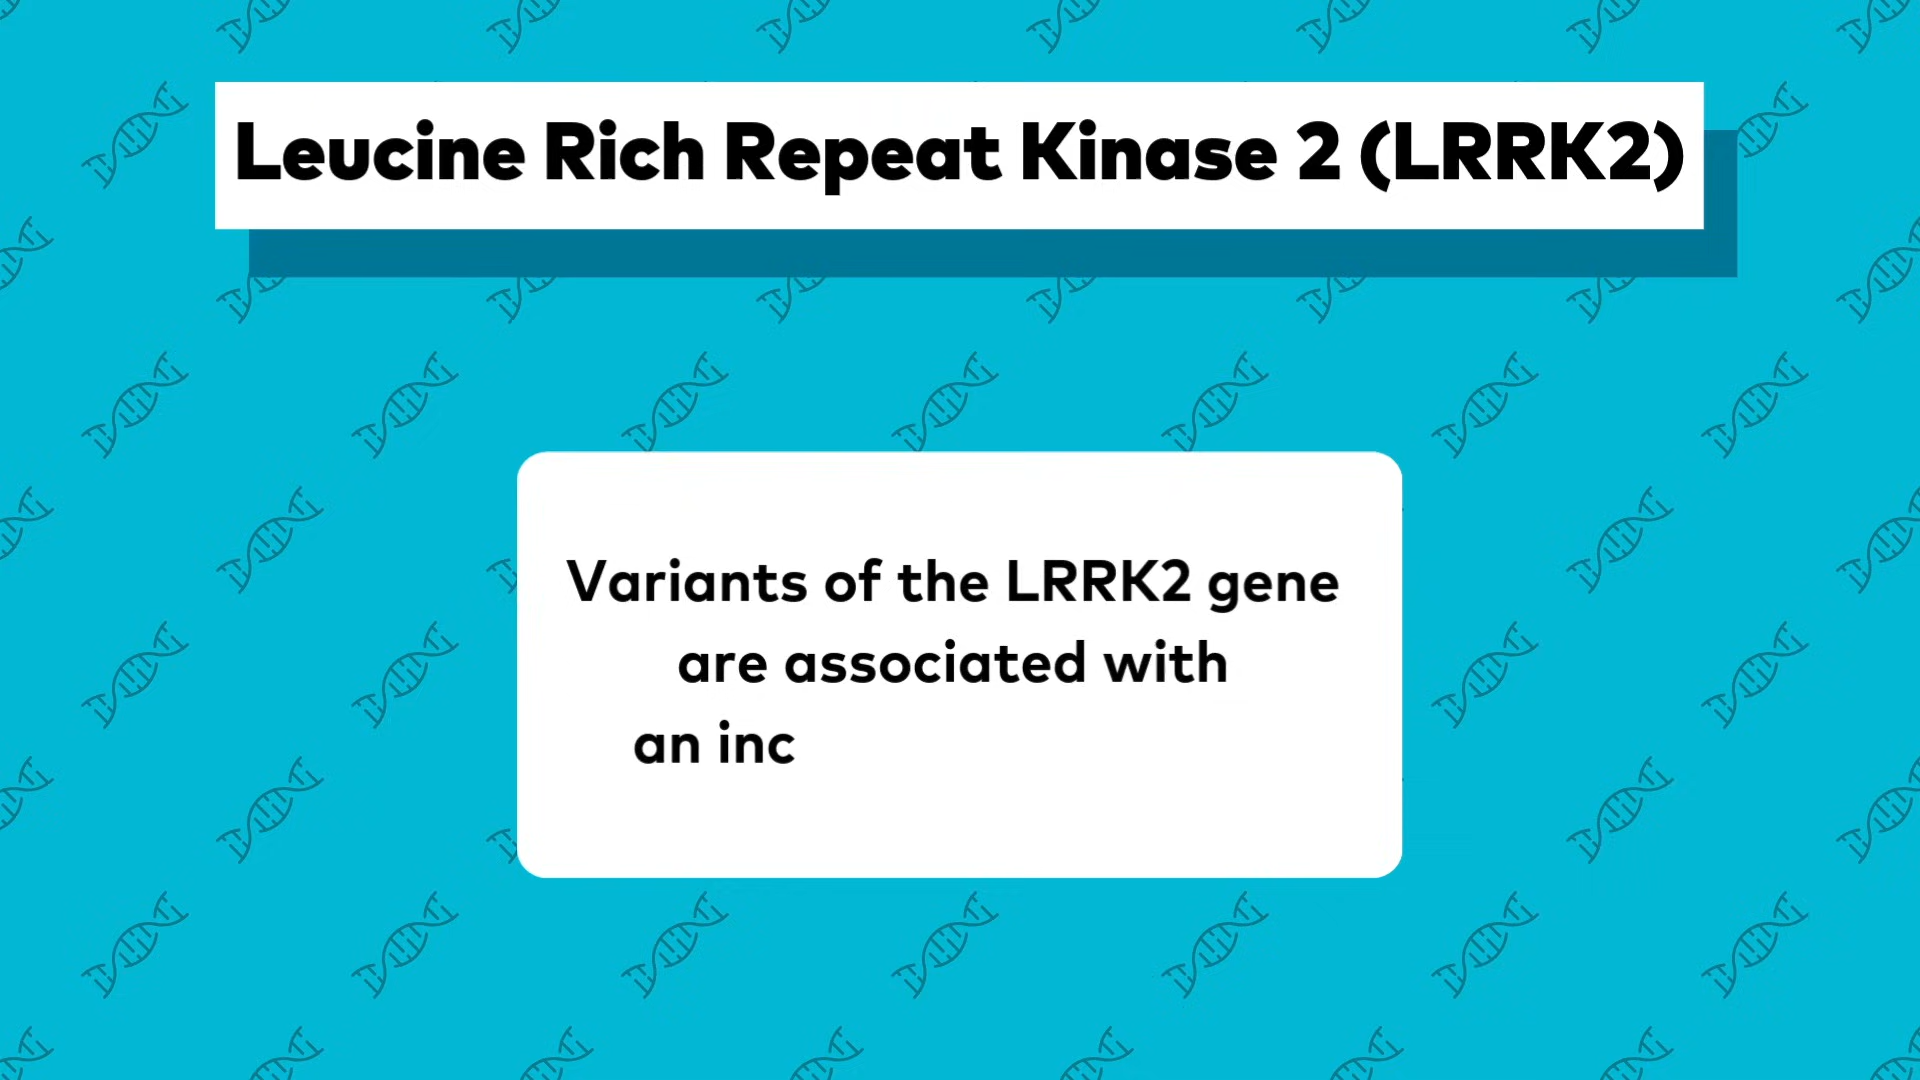 Leucine Rich Repeat Kinase 2 (LRRK2)
Variants of the LRRK2 gene
are associated with
an inc